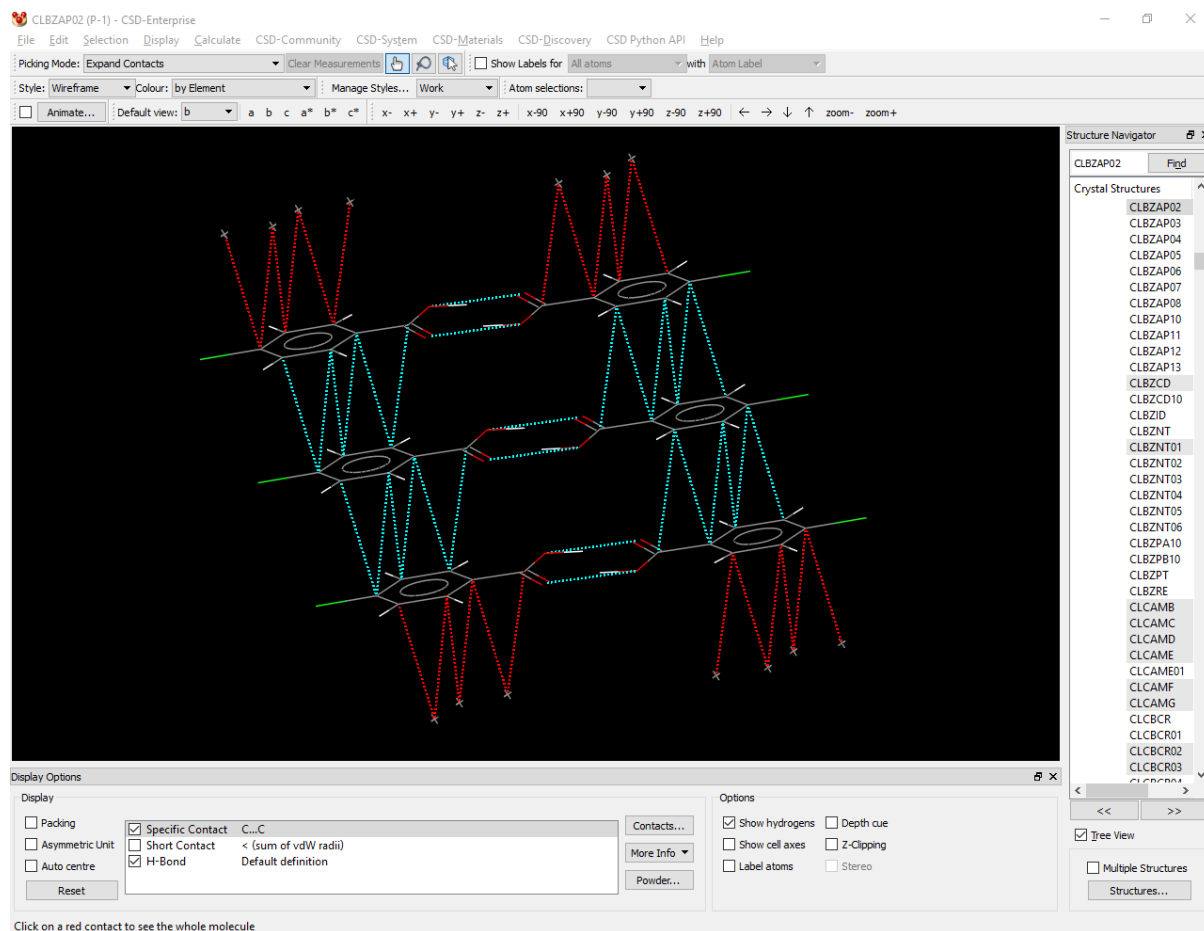 CLBZAP02 (P-1) - CSD-Enterprise
File Edit Selection Display Calculate CSD-Community CSD-System CSD-Materials CSD-Discovery CSD Python API Help
Picking Mode: Expand Contacts Clear Measurements Show Labels for All atoms with Atom Label
Style: Wireframe Colour: by Element Manage Styles... Work Atom selections:
Animate... Default view: b a b c a* b* c* x- x+ y- y+ z- z+ x-90 x+90 y-90 y+90 z-90 z+90 ← → ↓ ↑ zoom- zoom+
Structure Navigator
CLBZAP02 Find
Crystal Structures
CLBZAP02
CLBZAP03
CLBZAP04
CLBZAP05
CLBZAP06
CLBZAP07
CLBZAP08
CLBZAP10
CLBZAP11
CLBZAP12
CLBZAP13
CLBZCD
CLBZCD10
CLBZID
CLBZNT
CLBZNT01
CLBZNT02
CLBZNT03
CLBZNT04
CLBZNT05
CLBZNT06
CLBZPA10
CLBZPB10
CLBZPT
CLBZRE
CLCAMB
CLCAMC
CLCAMD
CLCAME
CLCAME01
CLCAMF
CLCAMG
CLCBCR
CLCBCR01
CLCBCR02
CLCBCR03
CLCBCR04
<< >>
Tree View
Multiple Structures
Structures...
Display Options
Display
Packing
Asymmetric Unit
Auto centre
Reset
Specific Contact C...C
Short Contact < (sum of vdW radii)
H-Bond Default definition
Contacts...
More Info
Powder...
Options
Show hydrogens Depth cue
Show cell axes Z-Clipping
Label atoms Stereo
Click on a red contact to see the whole molecule